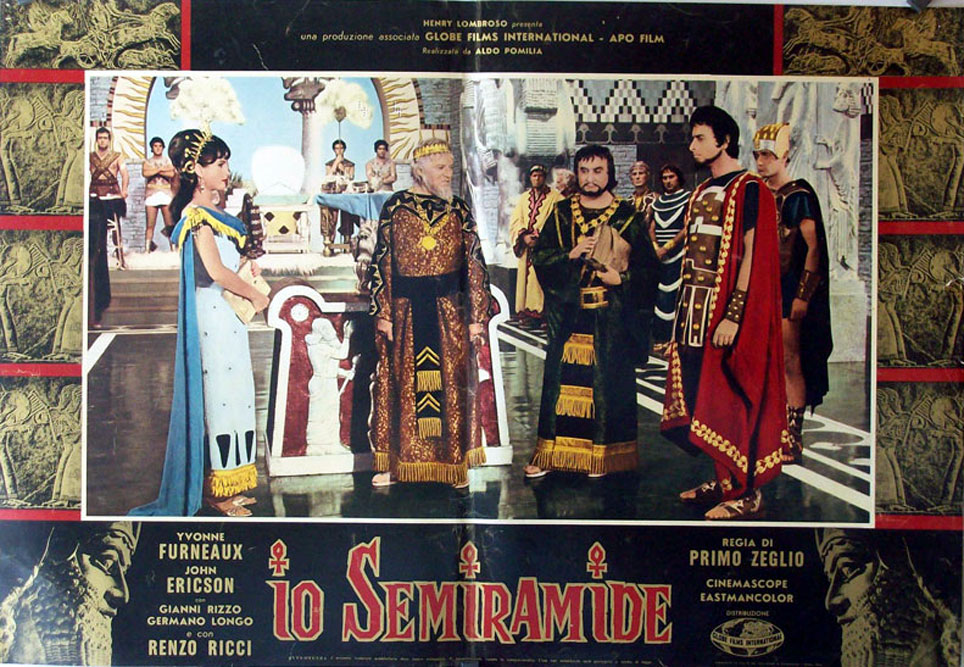 HENRY LOMBROSO presenta
una produzione associata GLOBE FILMS INTERNATIONAL - APO FILM
Realizzata da ALDO POMILIA
YVONNE
FURNEAUX
JOHN
ERICSON
con
GIANNI RIZZO
GERMANO LONGO
e con
RENZO RICCI
io SEMIRAMIDE
REGIA DI
PRIMO ZEGLIO
CINEMASCOPE
EASTMANCOLOR
DISTRIBUZIONE
GLOBE FILMS INTERNATIONAL
AVVERTENZA